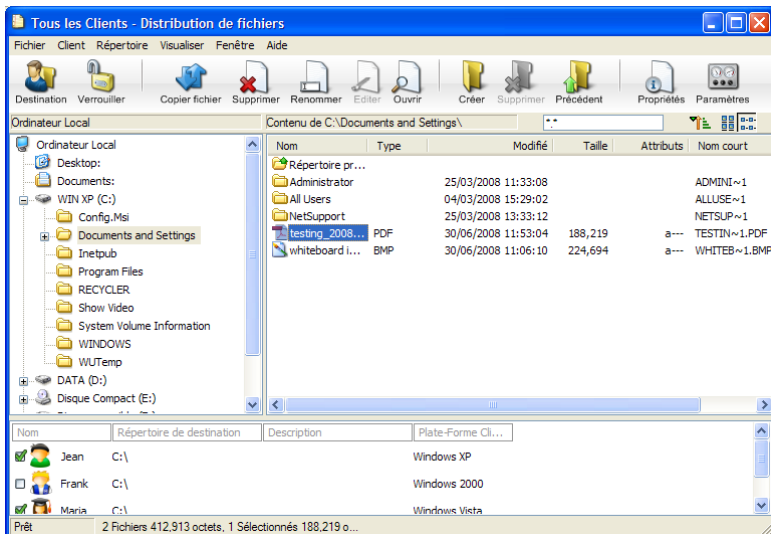 Tous les Clients - Distribution de fichiers
Fichier Client Répertoire Visualiser Fenêtre Aide
Destination Verrouiller Copier fichier Supprimer Renommer Editer Ouvrir Créer Supprimer Précédent Propriétés Paramètres
Ordinateur Local Contenu de C:\Documents and Settings\ *.*
Ordinateur Local
Desktop:
Documents:
WIN XP (C:)
Config.Msi
Documents and Settings
Inetpub
Program Files
RECYCLER
Show Video
System Volume Information
WINDOWS
WUTemp
DATA (D:)
Disque Compact (E:)
Nom Type Modifié Taille Attributs Nom court
Répertoire pr...
Administrator 25/03/2008 11:33:08 ADMINI~1
All Users 04/03/2008 15:29:02 ALLUSE~1
NetSupport 25/03/2008 13:33:12 NETSUP~1
testing_2008... PDF 30/06/2008 11:53:04 188,219 a--- TESTIN~1.PDF
whiteboard i... BMP 30/06/2008 11:06:10 224,694 a--- WHITEB~1.BMP
Nom Répertoire de destination Description Plate-Forme Cli...
Jean C:\ Windows XP
Frank C:\ Windows 2000
Maria C:\ Windows Vista
Prêt 2 Fichiers 412,913 octets, 1 Sélectionnés 188,219 o...